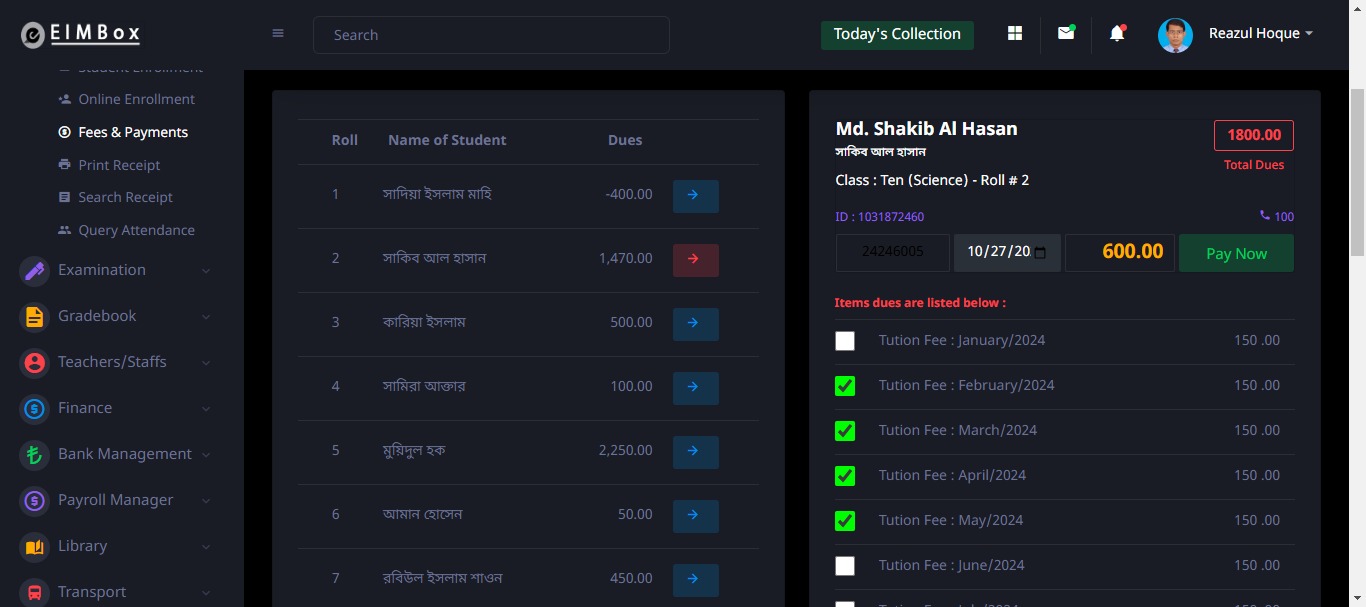 EIMBox
Search
Today's Collection
Reazul Hoque
Student Enrollment
Online Enrollment
Fees & Payments
Print Receipt
Search Receipt
Query Attendance
Examination
Gradebook
Teachers/Staffs
Finance
Bank Management
Payroll Manager
Library
Transport
Roll Name of Student Dues
1 সাদিয়া ইসলাম মাহি -400.00
2 সাকিব আল হাসান 1,470.00
3 কারিয়া ইসলাম 500.00
4 সামিরা আক্তার 100.00
5 মুয়িদুল হক 2,250.00
6 আমান হোসেন 50.00
7 রবিউল ইসলাম শাওন 450.00
Md. Shakib Al Hasan
1800.00
সাকিব আল হাসান
Total Dues
Class : Ten (Science) - Roll # 2
ID : 1031872460
100
24246005 10/27/20 600.00 Pay Now
Items dues are listed below :
Tution Fee : January/2024 150 .00
Tution Fee : February/2024 150 .00
Tution Fee : March/2024 150 .00
Tution Fee : April/2024 150 .00
Tution Fee : May/2024 150 .00
Tution Fee : June/2024 150 .00